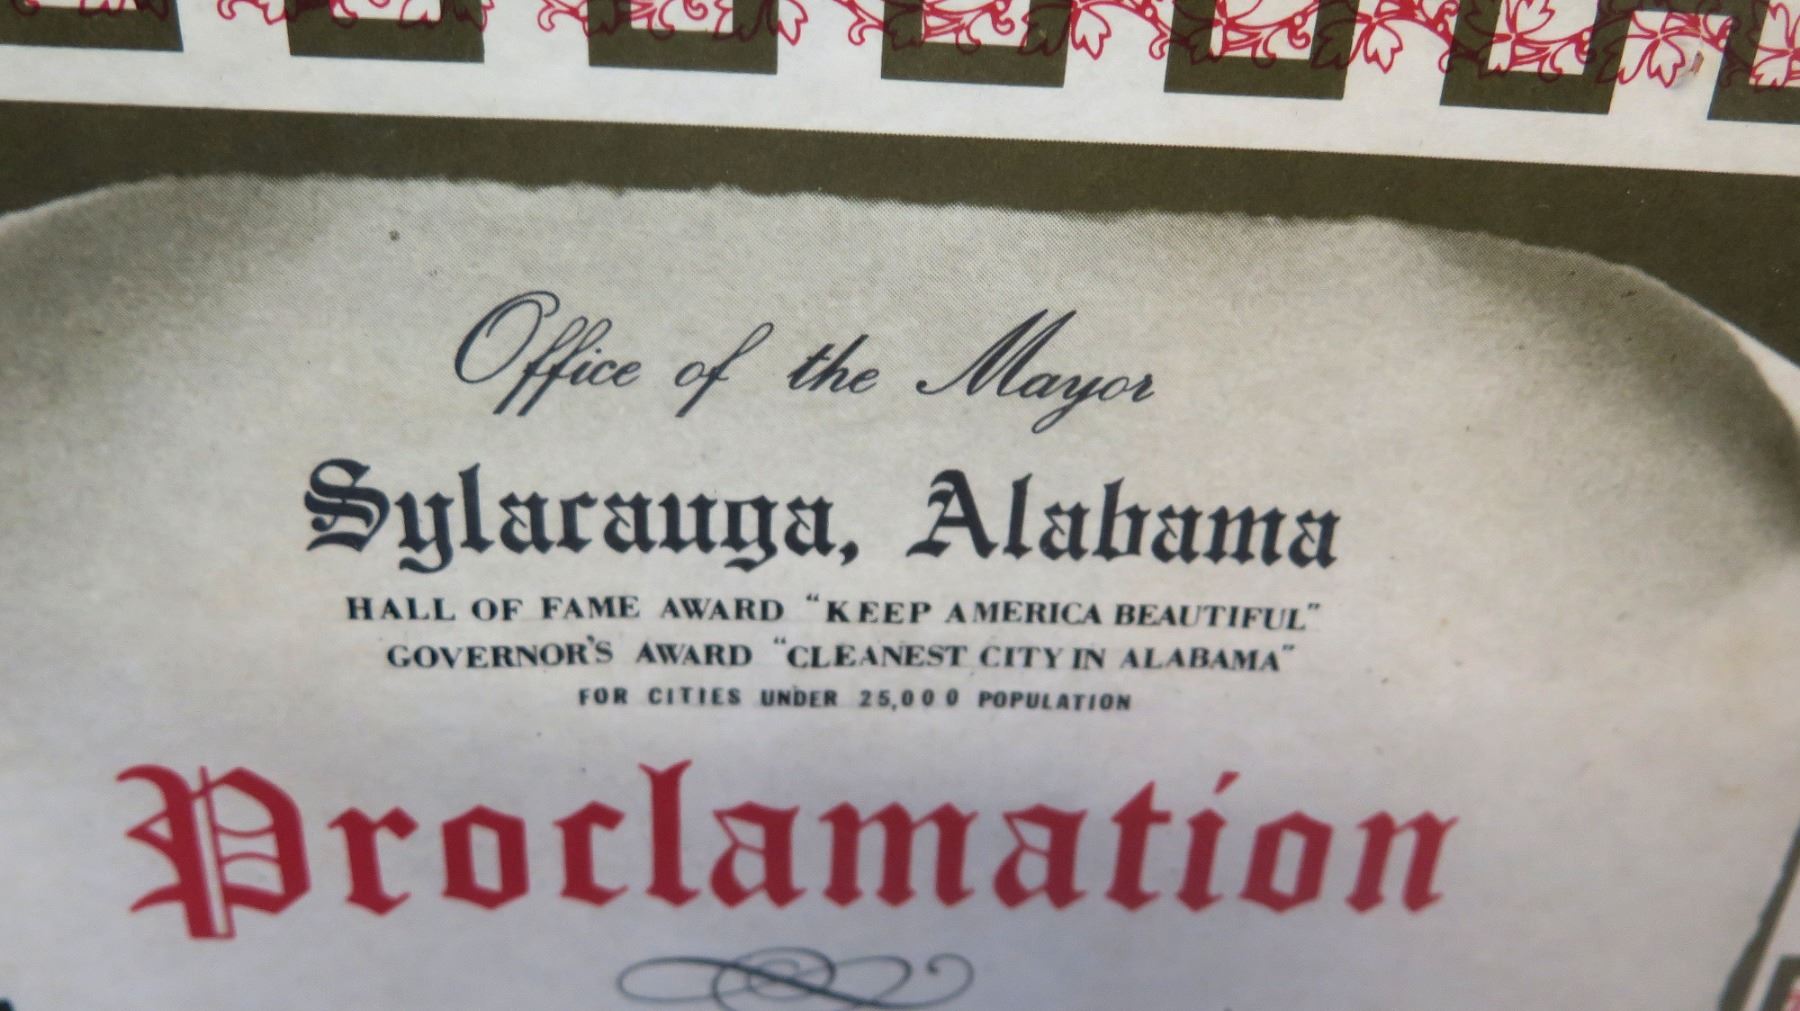 Office of the Mayor
Sylacauga, Alabama
HALL OF FAME AWARD "KEEP AMERICA BEAUTIFUL"
GOVERNOR'S AWARD "CLEANEST CITY IN ALABAMA"
FOR CITIES UNDER 25,000 POPULATION
Proclamation